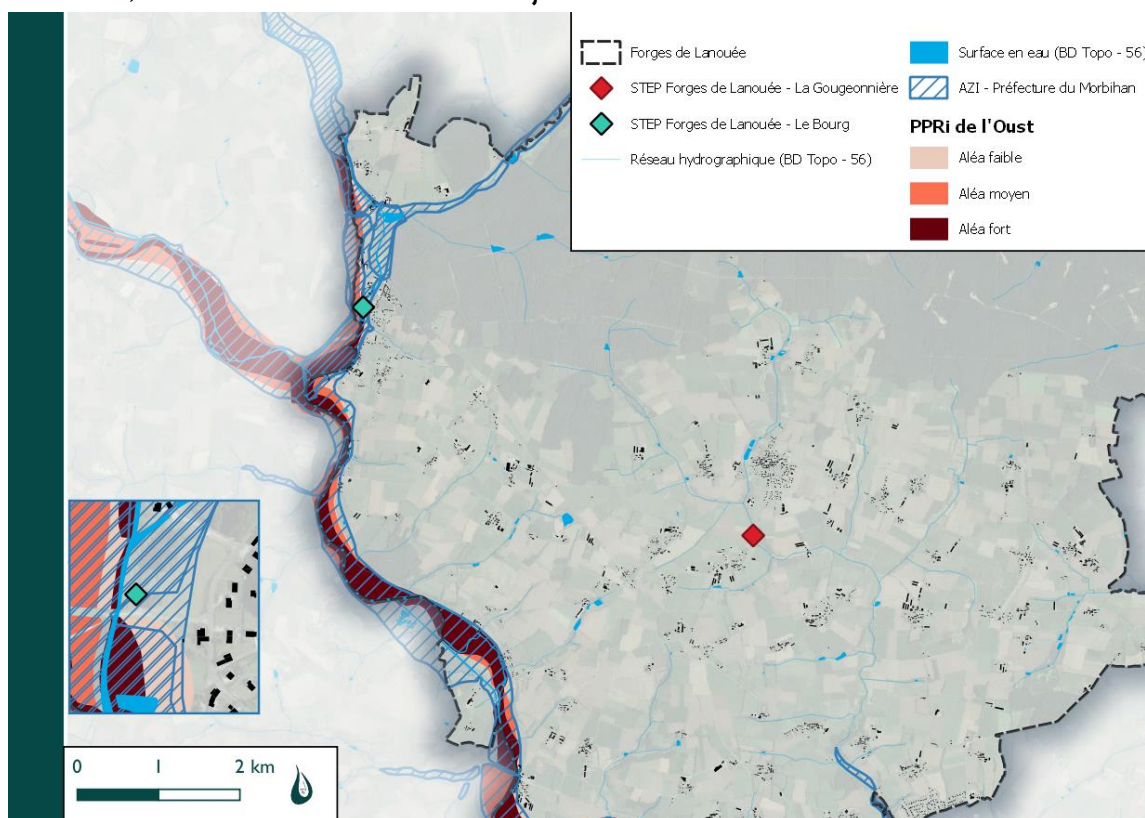 Forges de Lanouée
STEP Forges de Lanouée - La Gougeonnière
STEP Forges de Lanouée - Le Bourg
Réseau hydrographique (BD Topo - 56)
Surface en eau (BD Topo - 56)
AZI - Préfecture du Morbihan
PPRi de l'Oust
Aléa faible
Aléa moyen
Aléa fort
0 1 2 km